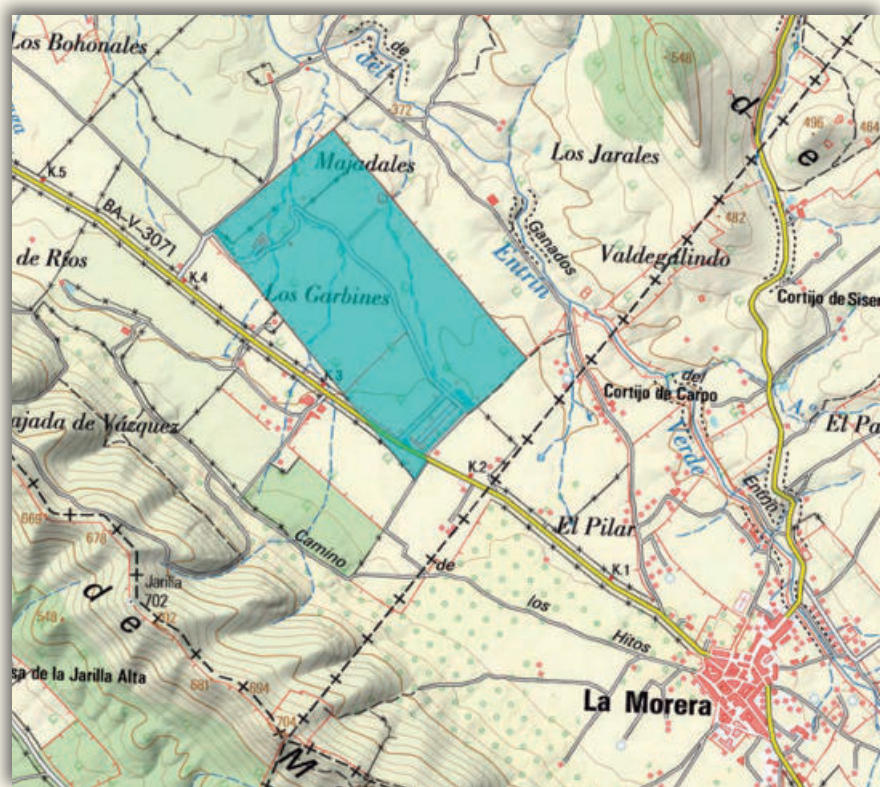 Los Bohonales
de
del
372
548
d
e
496
464
Los Jarales
Majadales
K.5
BA-V-3071
Ganados
Entrín
482
Valdegalindo
de Ríos
K.4
Los Garbines
Cortijo de Siser
K.3
del
Cortijo de Carpo
Verde
ajada de Vázquez
El Pa
K.2
Entrín
El Pilar
669
678
Camino
de
K.1
los
Hitos
Jarilla
702
702
d
e
548
sa de la Jarilla Alta
681
694
La Morera
704
M